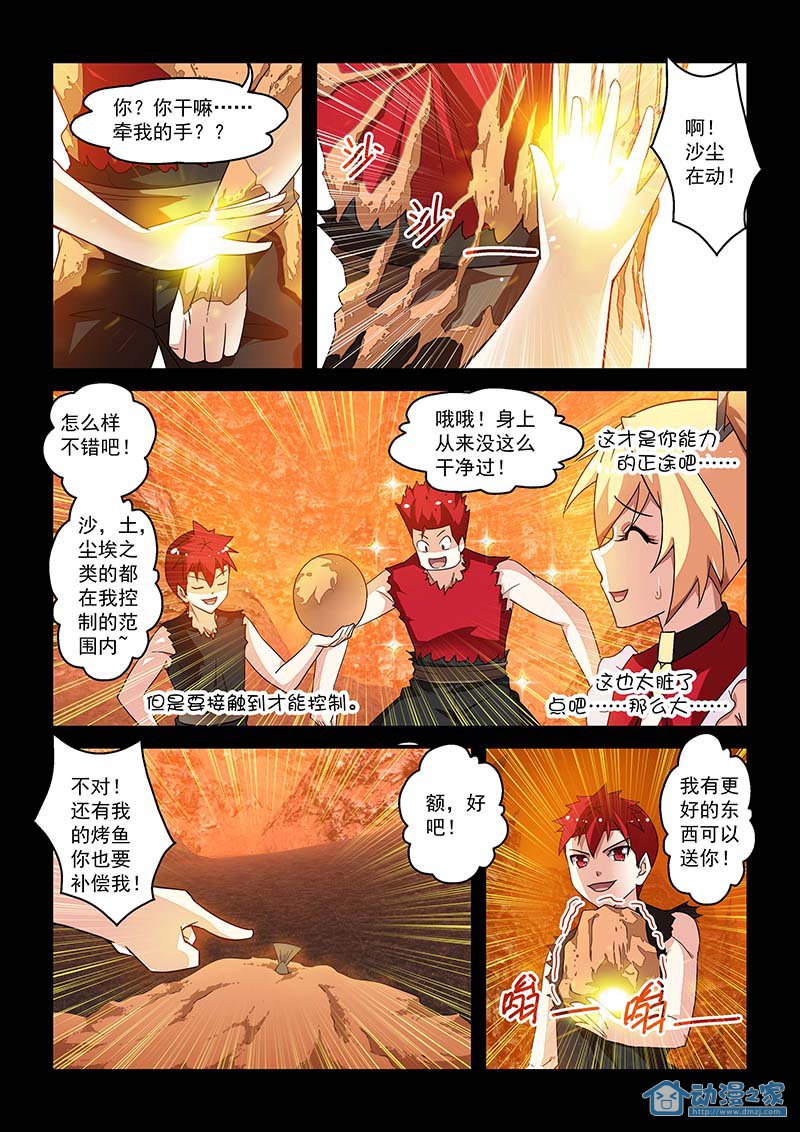 你？你干嘛……
牵我的手？？
啊！
沙尘
在动！
沙
沙
怎么样
不错吧！
沙，土，
尘埃之
类的都
在我控
制的范
围内~
但是要接触到才能控制。
哦哦！身上
从来没这么
干净过！
这才是你能力
的正途吧……
这也太脏了
点吧……那么大……
不对！
还有我
的烤鱼
你也要
补偿我！
额，好
吧！
我有更
好的东
西可以
送你！
嗡
嗡
动漫之家
http://www.dmzj.com